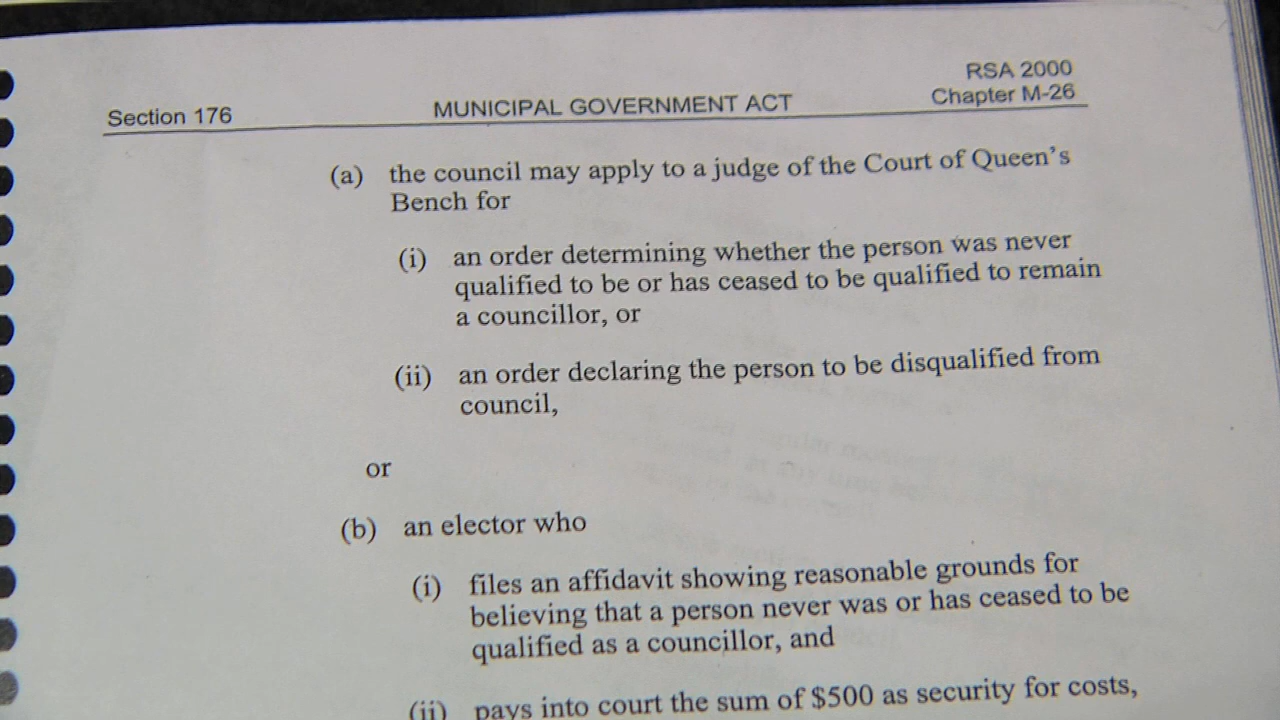 RSA 2000
Section 176 MUNICIPAL GOVERNMENT ACT Chapter M-26
(a) the council may apply to a judge of the Court of Queen's
Bench for
(i) an order determining whether the person was never
qualified to be or has ceased to be qualified to remain
a councillor, or
(ii) an order declaring the person to be disqualified from
council,
or
(b) an elector who
(i) files an affidavit showing reasonable grounds for
believing that a person never was or has ceased to be
qualified as a councillor, and
(ii) pays into court the sum of $500 as security for costs,